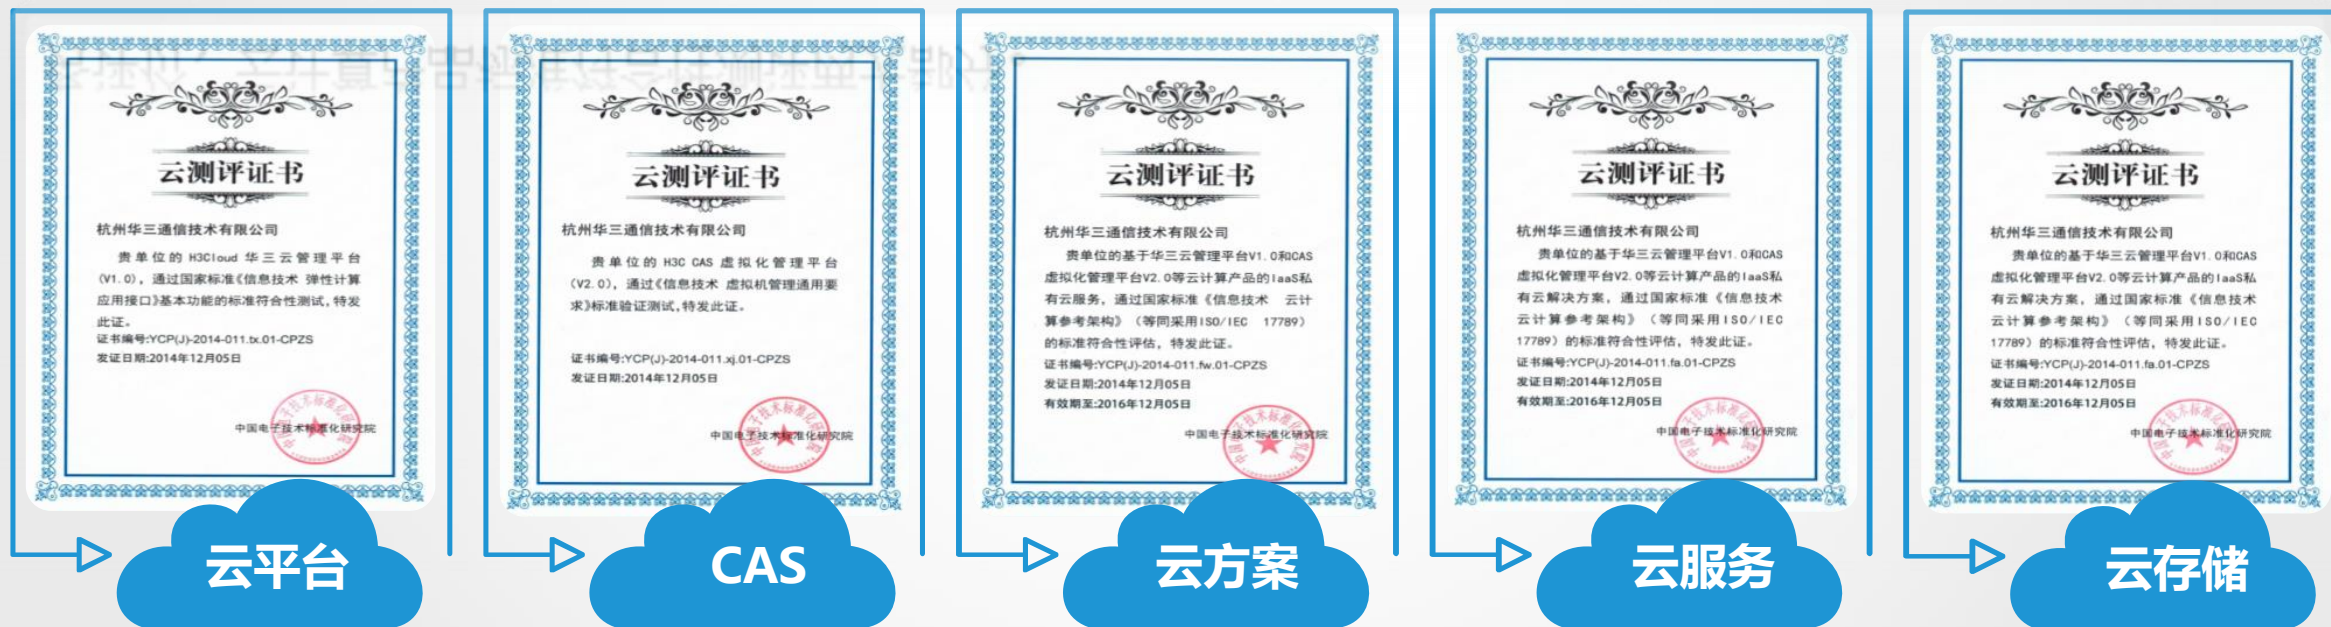 云测评证书
杭州华三通信技术有限公司
贵单位的 H3Cloud 华三云管理平台
(V1.0)，通过国家标准《信息技术 弹性计算
应用接口》基本功能的标准符合性测试，特发
此证。
证书编号:YCP(J)-2014-011.tx.01-CPZS
发证日期:2014年12月05日
中国电子技术标准化研究院
云平台
云测评证书
杭州华三通信技术有限公司
贵单位的 H3C CAS 虚拟化管理平台
(V2.0)，通过《信息技术 虚拟机管理通用要
求》标准验证测试，特发此证。
证书编号:YCP(J)-2014-011.xj.01-CPZS
发证日期:2014年12月05日
中国电子技术标准化研究院
CAS
云测评证书
杭州华三通信技术有限公司
贵单位的基于华三云管理平台V1.0和CAS
虚拟化管理平台V2.0等云计算产品的IaaS私
有云服务，通过国家标准《信息技术 云计
算参考架构》（等同采用ISO/IEC 17789）
的标准符合性评估，特发此证。
证书编号:YCP(J)-2014-011.fw.01-CPZS
发证日期:2014年12月05日
有效期至:2016年12月05日
中国电子技术标准化研究院
云方案
云测评证书
杭州华三通信技术有限公司
贵单位的基于华三云管理平台V1.0和CAS
虚拟化管理平台V2.0等云计算产品的IaaS私
有云解决方案，通过国家标准《信息技术
云计算参考架构》（等同采用ISO/IEC
17789）的标准符合性评估，特发此证。
证书编号:YCP(J)-2014-011.fa.01-CPZS
发证日期:2014年12月05日
有效期至:2016年12月05日
中国电子技术标准化研究院
云服务
云测评证书
杭州华三通信技术有限公司
贵单位的基于华三云管理平台V1.0和CAS
虚拟化管理平台V2.0等云计算产品的IaaS私
有云解决方案，通过国家标准《信息技术
云计算参考架构》（等同采用ISO/IEC
17789）的标准符合性评估，特发此证。
证书编号:YCP(J)-2014-011.fa.01-CPZS
发证日期:2014年12月05日
有效期至:2016年12月05日
中国电子技术标准化研究院
云存储